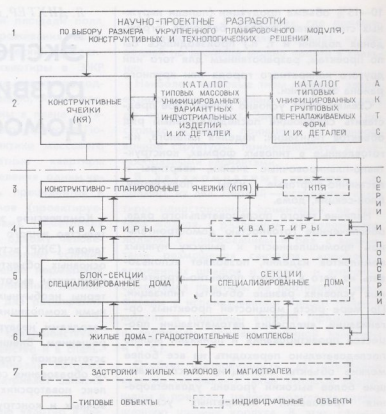 НАУЧНО-ПРОЕКТНЫЕ РАЗРАБОТКИ
ПО ВЫБОРУ РАЗМЕРА УКРУПНЕННОГО ПЛАНИРОВОЧНОГО МОДУЛЯ,
КОНСТРУКТИВНЫХ И ТЕХНОЛОГИЧЕСКИХ РЕШЕНИЙ
1
2
КОНСТРУКТИВНЫЕ
ЯЧЕЙКИ
(КЯ)
КАТАЛОГ
ТИПОВЫХ МАССОВЫХ
УНИФИЦИРОВАННЫХ
ВАРИАНТНЫХ
ИНДУСТРИАЛЬНЫХ
ИЗДЕЛИЙ
И ИХ ДЕТАЛЕЙ
КАТАЛОГ
ТИПОВЫХ
УНИФИЦИРОВАННЫХ
ГРУППОВЫХ
ПЕРЕНАЛАЖИВАЕМЫХ
ФОРМ
И ИХ ДЕТАЛЕЙ
АКТС
3
КОНСТРУКТИВНО-ПЛАНИРОВОЧНЫЕ ЯЧЕЙКИ (КПЯ)
КПЯ
4
КВАРТИРЫ
КВАРТИРЫ
5
БЛОК-СЕКЦИИ
СПЕЦИАЛИЗИРОВАННЫЕ ДОМА
СЕКЦИИ
СПЕЦИАЛИЗИРОВАННЫЕ ДОМА
СЕРИИ И ПОДСЕРИИ
6
ЖИЛЫЕ ДОМА-ГРАДОСТРОИТЕЛЬНЫЕ КОМПЛЕКСЫ
7
ЗАСТРОЙКИ ЖИЛЫХ РАЙОНОВ И МАГИСТРАЛЕЙ
-ТИПОВЫЕ ОБЪЕКТЫ
-ИНДИВИДУАЛЬНЫЕ ОБЪЕКТЫ